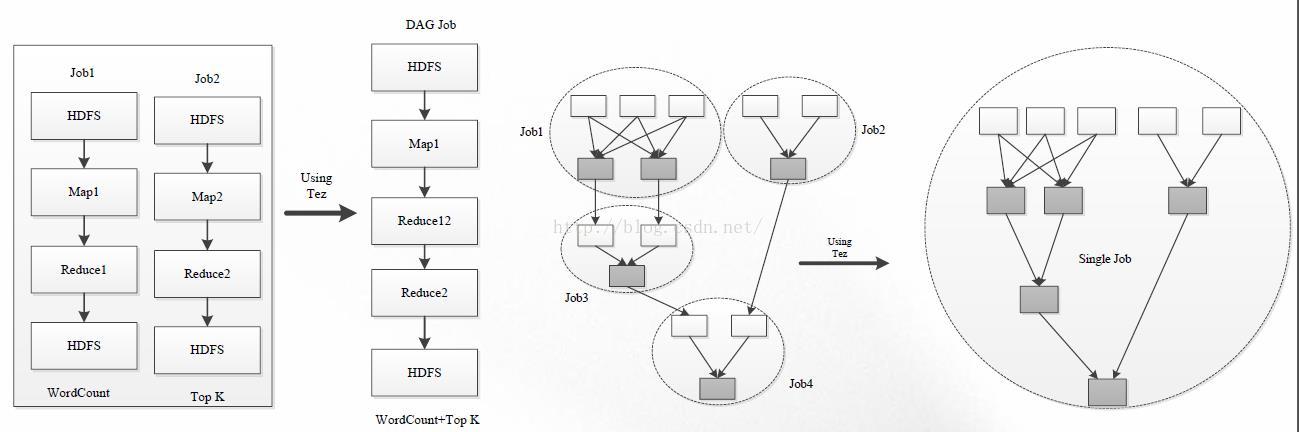 Job1
HDFS
Map1
Reduce1
HDFS
WordCount
Job2
HDFS
Map2
Reduce2
HDFS
Top K
Using
Tez
DAG Job
HDFS
Map1
Reduce12
Reduce2
HDFS
WordCount+Top K
Job1
Job2
http://blog.csdn.net/
Job3
Job4
Using
Tez
Single Job